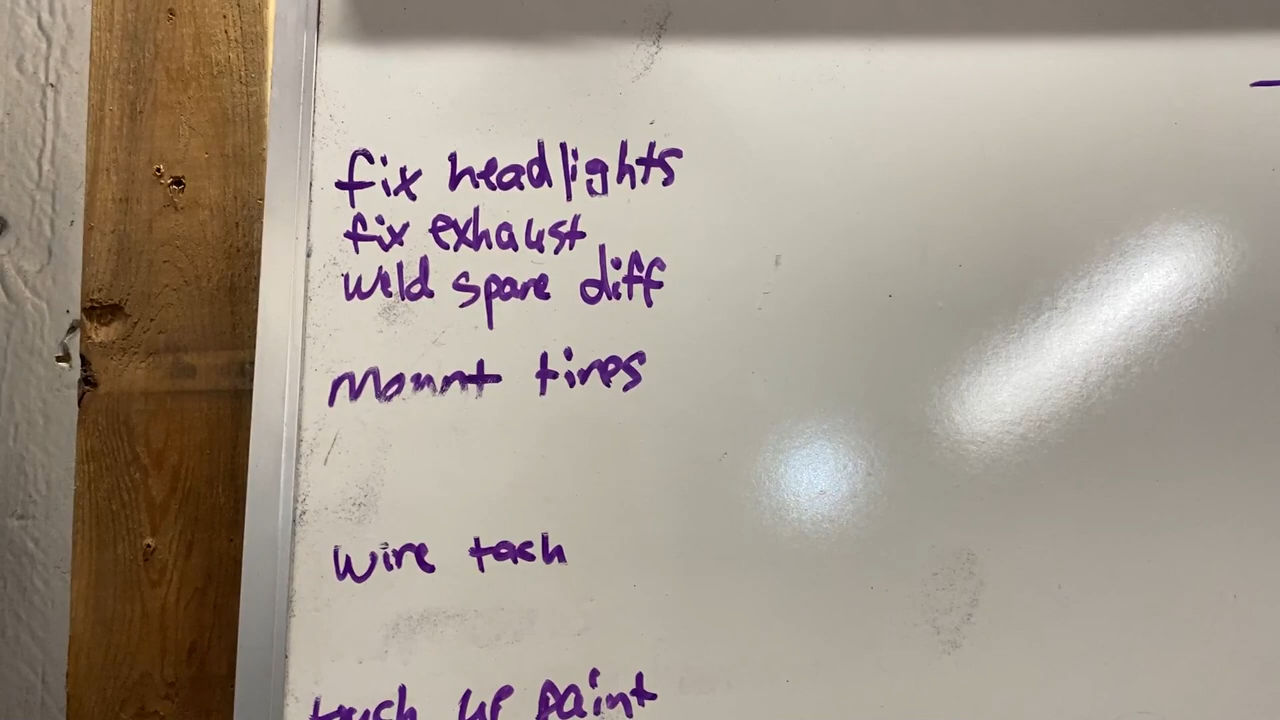 fix headlights
fix exhaust
weld spare diff
mount tires
wire tach
touch up paint